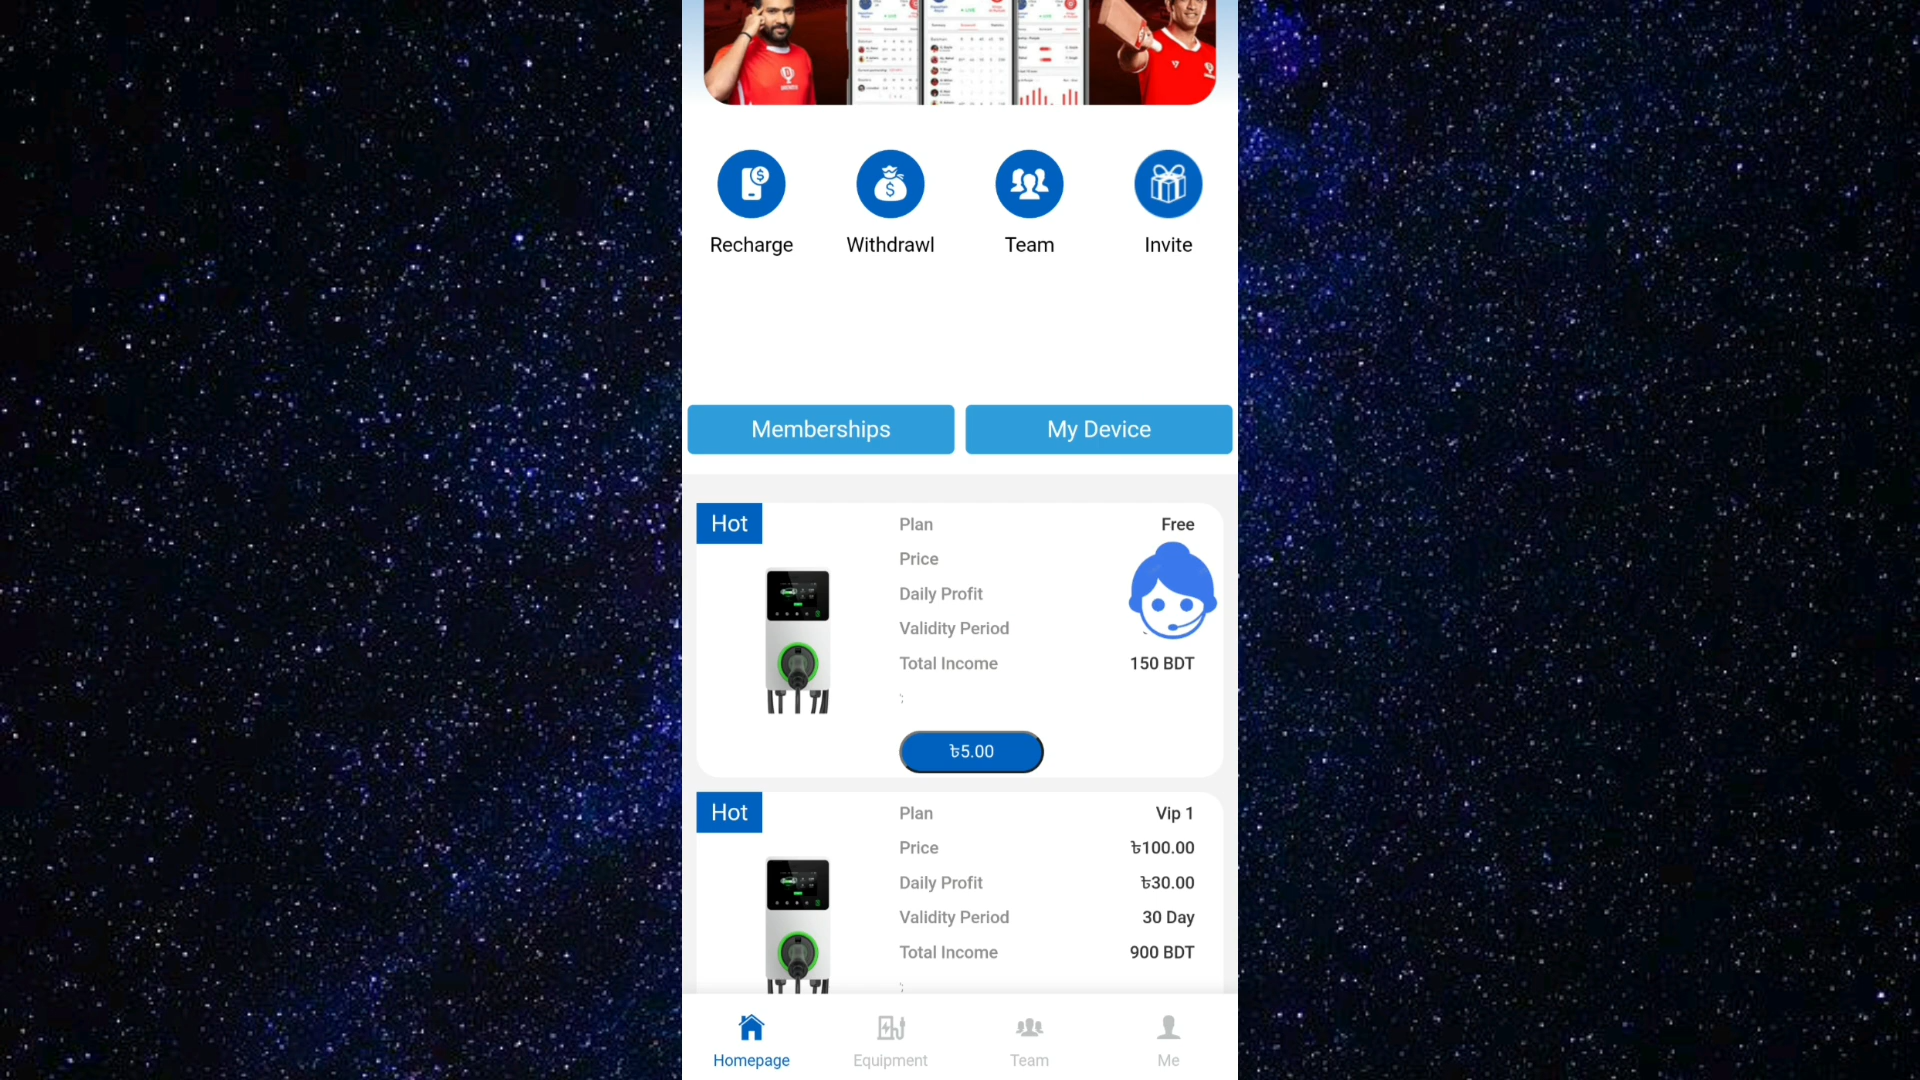 Recharge
Withdrawl
Team
Invite
Memberships
My Device
Hot
Plan Free
Price
Daily Profit
Validity Period
Total Income 150 BDT
৳5.00
Hot
Plan Vip 1
Price ৳100.00
Daily Profit ৳30.00
Validity Period 30 Day
Total Income 900 BDT
Homepage
Equipment
Team
Me